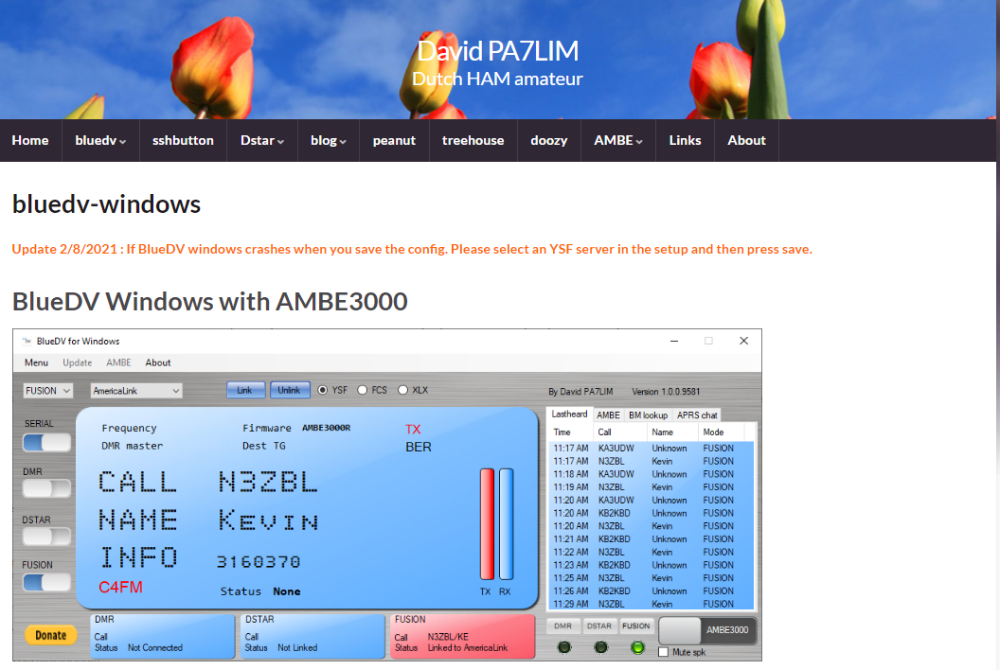 David PA7LIM
Dutch HAM amateur
Home bluedv sshbutton Dstar blog peanut treehouse doozy AMBE Links About
bluedv-windows
Update 2/8/2021 : If BlueDV windows crashes when you save the config. Please select an YSF server in the setup and then press save.
BlueDV Windows with AMBE3000
BlueDV for Windows
Menu Update AMBE About
FUSION AmericaLink Link Unlink YSF FCS XLX By David PA7LIM Version 1.0.0.9581
SERIAL
DMR
DSTAR
FUSION
Donate
Frequency Firmware AMBE3000R TX
DMR master Dest TG BER
CALL N3ZBL
NAME Kevin
INFO 3160370
C4FM
Status None
TX RX
Lastheard AMBE BM lookup APRS chat
Time Call Name Mode
11:17 AM KA3UDW Unknown FUSION
11:17 AM N3ZBL Kevin FUSION
11:18 AM KA3UDW Unknown FUSION
11:19 AM N3ZBL Kevin FUSION
11:20 AM KA3UDW Unknown FUSION
11:20 AM KB2KBD Unknown FUSION
11:20 AM N3ZBL Kevin FUSION
11:21 AM KB2KBD Unknown FUSION
11:22 AM N3ZBL Kevin FUSION
11:23 AM KB2KBD Unknown FUSION
11:25 AM N3ZBL Kevin FUSION
11:26 AM KB2KBD Unknown FUSION
11:29 AM N3ZBL Kevin FUSION
DMR
Call
Status Not Connected
DSTAR
Call
Status Not Linked
FUSION
Call N3ZBL/KE
Status Linked to AmericaLink
DMR DSTAR FUSION AMBE3000
Mute spk